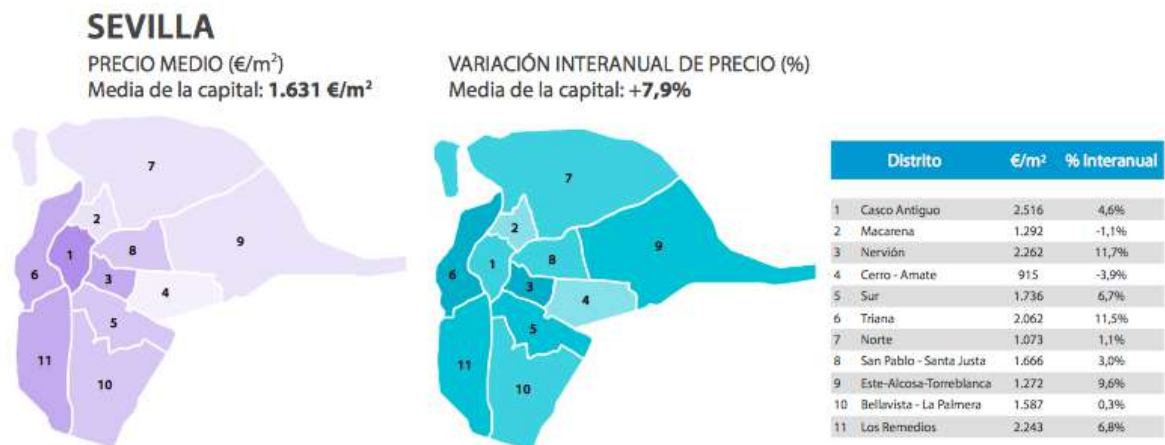 SEVILLA
PRECIO MEDIO (€/m²)
Media de la capital: 1.631 €/m²
VARIACIÓN INTERANUAL DE PRECIO (%)
Media de la capital: +7,9%
7
2
9
1
8
6
3
4
5
11
10
7
2
9
1
8
6
3
4
5
11
10
Distrito €/m² % Interanual
1 Casco Antiguo 2.516 4,6%
2 Macarena 1.292 -1,1%
3 Nervión 2.262 11,7%
4 Cerro - Amate 915 -3,9%
5 Sur 1.736 6,7%
6 Triana 2.062 11,5%
7 Norte 1.073 1,1%
8 San Pablo - Santa Justa 1.666 3,0%
9 Este-Alcosa-Torreblanca 1.272 9,6%
10 Bellavista - La Palmera 1.587 0,3%
11 Los Remedios 2.243 6,8%